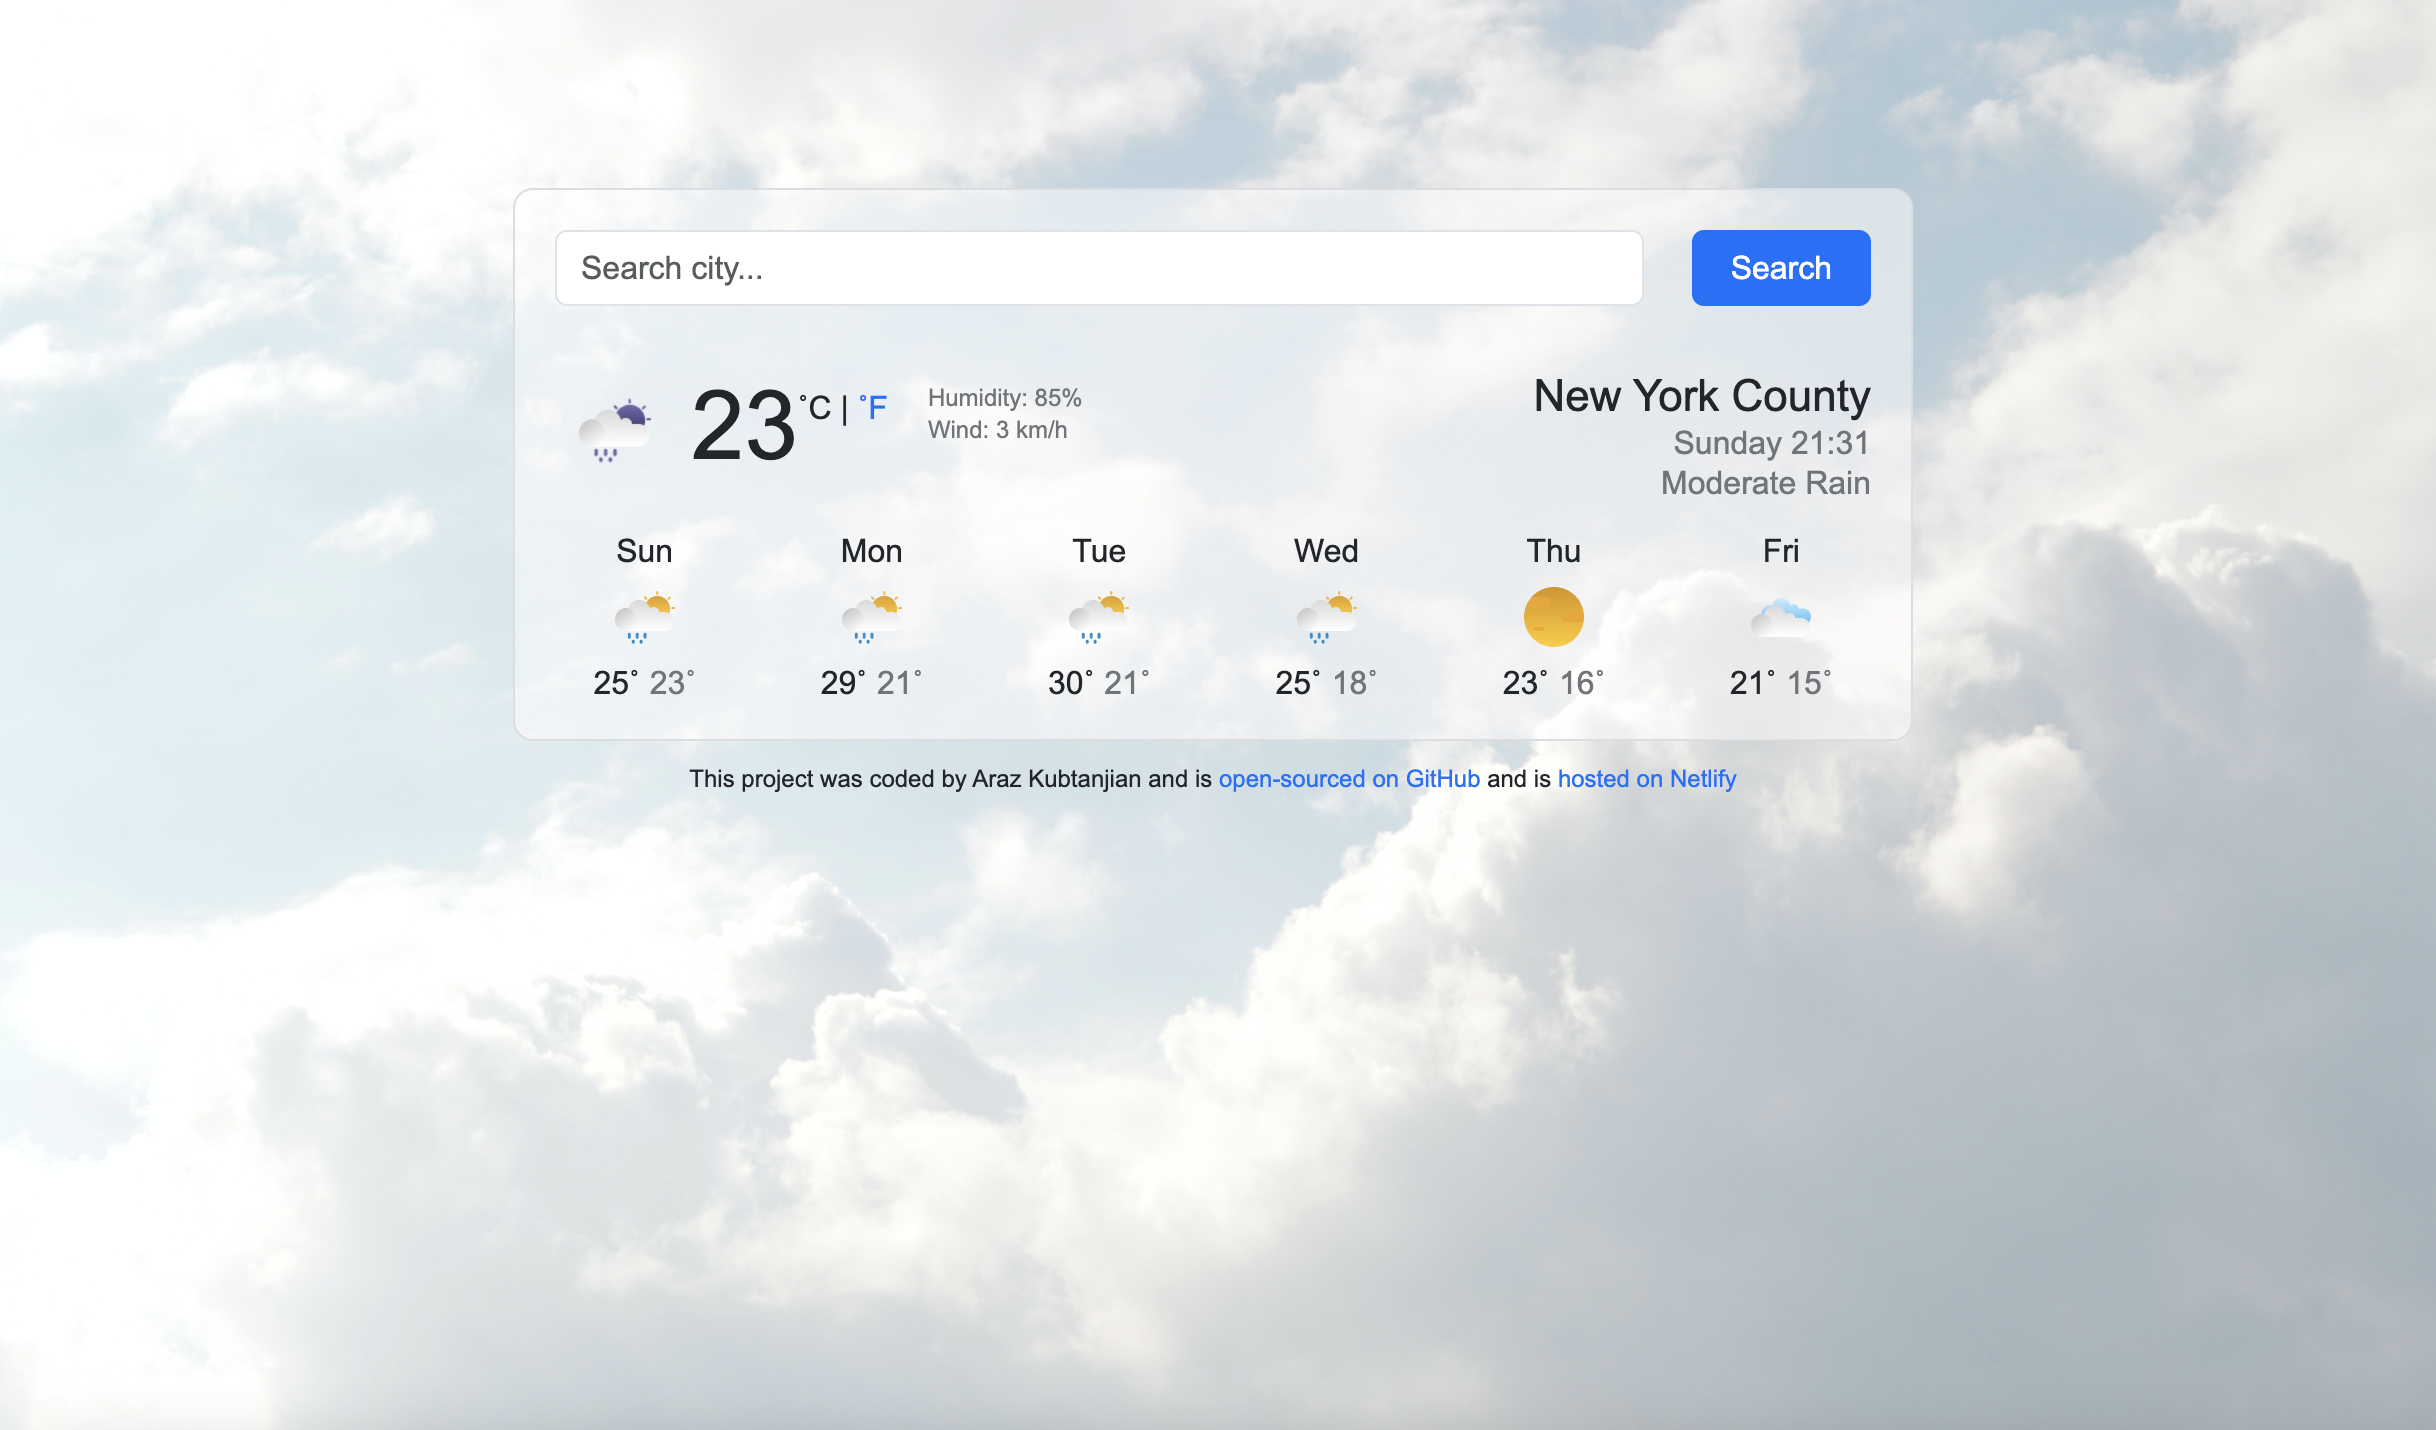 Search city...
Search
23°C | °F
Humidity: 85%
Wind: 3 km/h
New York County
Sunday 21:31
Moderate Rain
Sun Mon Tue Wed Thu Fri
25° 23° 29° 21° 30° 21° 25° 18° 23° 16° 21° 15°
This project was coded by Araz Kubtanjian and is open-sourced on GitHub and is hosted on Netlify